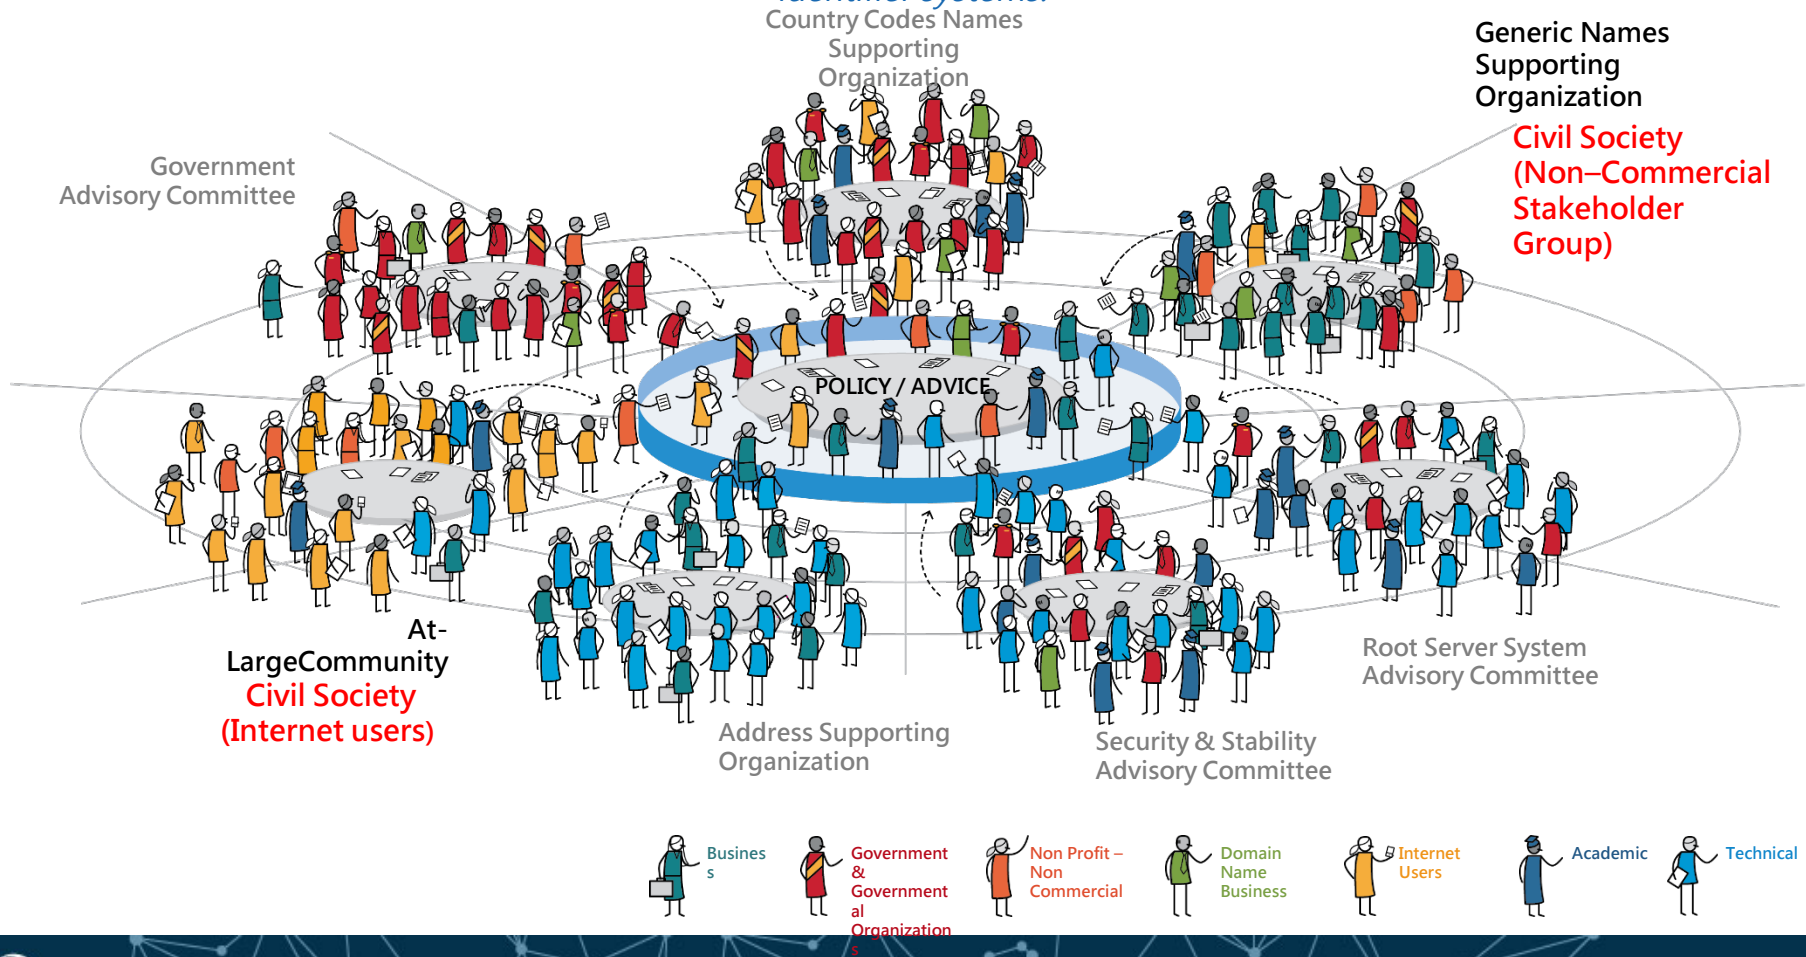 identifier systems.
Country Codes Names
Supporting
Organization
Generic Names
Supporting
Organization
Civil Society
(Non–Commercial
Stakeholder
Group)
Government
Advisory Committee
POLICY / ADVICE
At-
LargeCommunity
Civil Society
(Internet users)
Root Server System
Advisory Committee
Address Supporting
Organization
Security & Stability
Advisory Committee
Busines
s
Government
&
Government
al
Organization
s
Non Profit –
Non
Commercial
Domain
Name
Business
Internet
Users
Academic
Technical